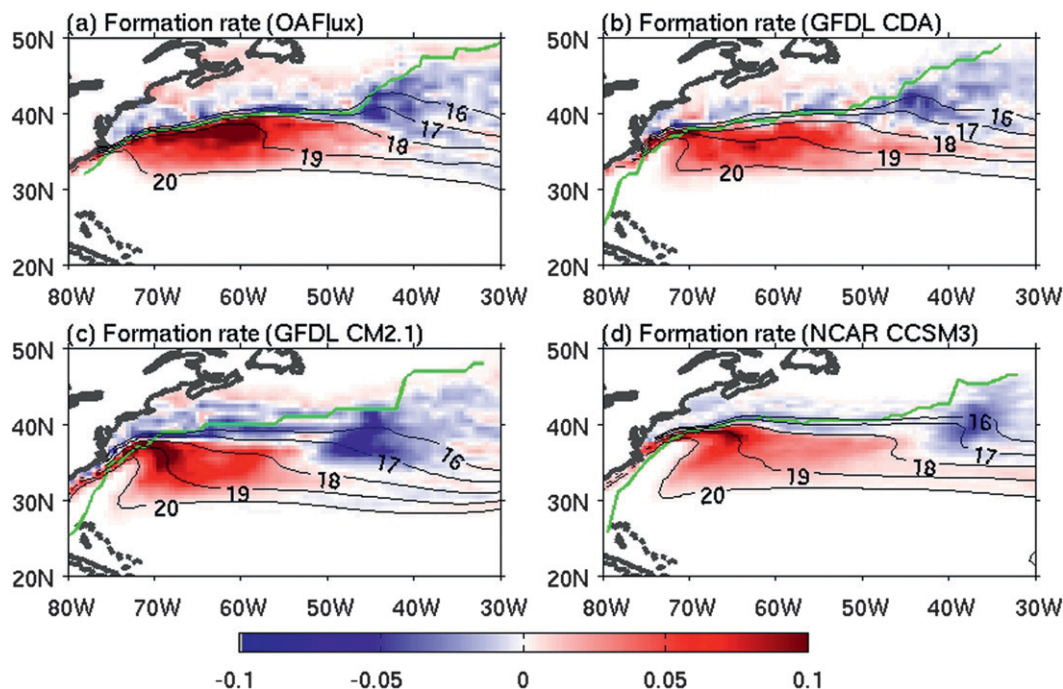 (a) Formation rate (OAFlux)
50N
40N
30N
20N
80W 70W 60W 50W 40W 30W
16
17
18
19
20
(b) Formation rate (GFDL CDA)
50N
40N
30N
20N
80W 70W 60W 50W 40W 30W
16
17
18
19
20
(c) Formation rate (GFDL CM2.1)
50N
40N
30N
20N
80W 70W 60W 50W 40W 30W
16
17
18
19
20
(d) Formation rate (NCAR CCSM3)
50N
40N
30N
20N
80W 70W 60W 50W 40W 30W
16
17
18
19
20
-0.1 -0.05 0 0.05 0.1